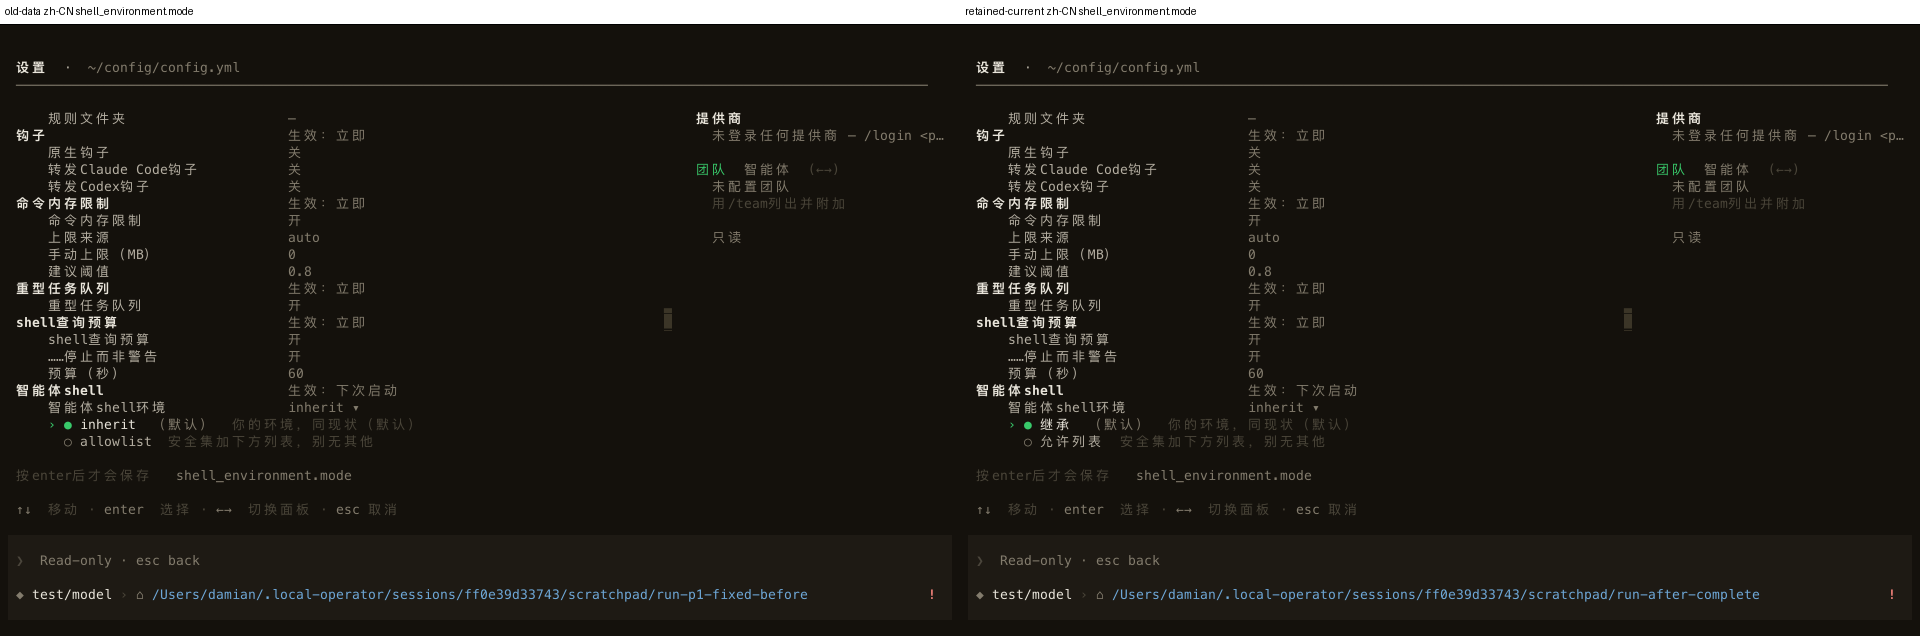 old-data zh-CN shell_environment.mode
设置 · ~/config/config.yml
规则文件夹 —
钩子 生效: 立即
原生钩子 关
转发Claude Code钩子 关
转发Codex钩子 关
命令内存限制 生效: 立即
命令内存限制 开
上限来源 auto
手动上限 (MB) 0
建议阈值 0.8
重型任务队列 生效: 立即
重型任务队列 开
shell查询预算 生效: 立即
shell查询预算 开
……停止而非警告 开
预算 (秒) 60
智能体shell 生效: 下次启动
智能体shell环境 inherit ▾
› ● inherit (默认) 你的环境, 同现状 (默认)
○ allowlist 安全集加下方列表, 别无其他
提供商
未登录任何提供商 — /login <p…
团队 智能体 (←→)
未配置团队
用/team列出并附加
只读
按enter后才会保存 shell_environment.mode
↑↓ 移动 · enter 选择 · ←→ 切换面板 · esc 取消
❯ Read-only · esc back
◆ test/model › ⌂ /Users/damian/.local-operator/sessions/ff0e39d33743/scratchpad/run-p1-fixed-before !
retained-current zh-CN shell_environment.mode
设置 · ~/config/config.yml
规则文件夹 —
钩子 生效: 立即
原生钩子 关
转发Claude Code钩子 关
转发Codex钩子 关
命令内存限制 生效: 立即
命令内存限制 开
上限来源 auto
手动上限 (MB) 0
建议阈值 0.8
重型任务队列 生效: 立即
重型任务队列 开
shell查询预算 生效: 立即
shell查询预算 开
……停止而非警告 开
预算 (秒) 60
智能体shell 生效: 下次启动
智能体shell环境 inherit ▾
› ● 继承 (默认) 你的环境, 同现状 (默认)
○ 允许列表 安全集加下方列表, 别无其他
提供商
未登录任何提供商 — /login <p…
团队 智能体 (←→)
未配置团队
用/team列出并附加
只读
按enter后才会保存 shell_environment.mode
↑↓ 移动 · enter 选择 · ←→ 切换面板 · esc 取消
❯ Read-only · esc back
◆ test/model › ⌂ /Users/damian/.local-operator/sessions/ff0e39d33743/scratchpad/run-after-complete !